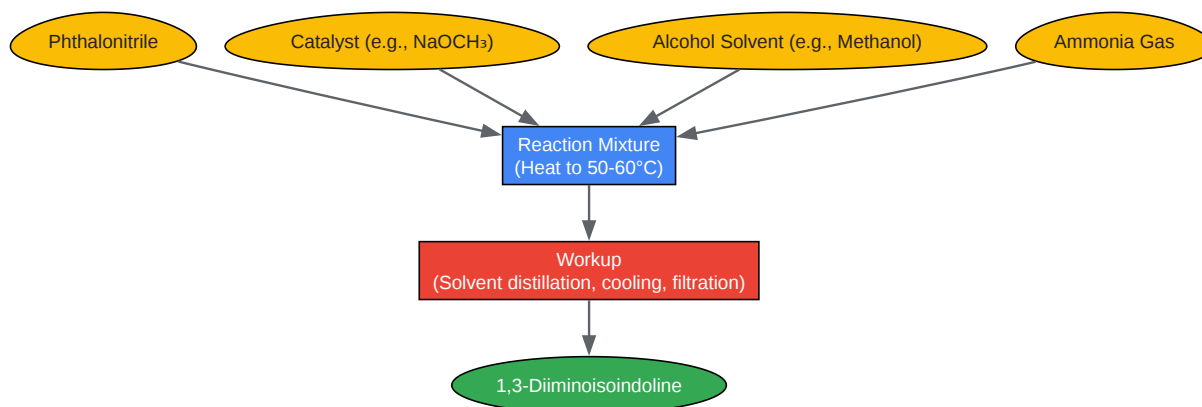 Phthalonitrile
Catalyst (e.g., NaOCH₃)
Alcohol Solvent (e.g., Methanol)
Ammonia Gas
Reaction Mixture
(Heat to 50-60°C)
Workup
(Solvent distillation, cooling, filtration)
1,3-Diiminoisoindoline